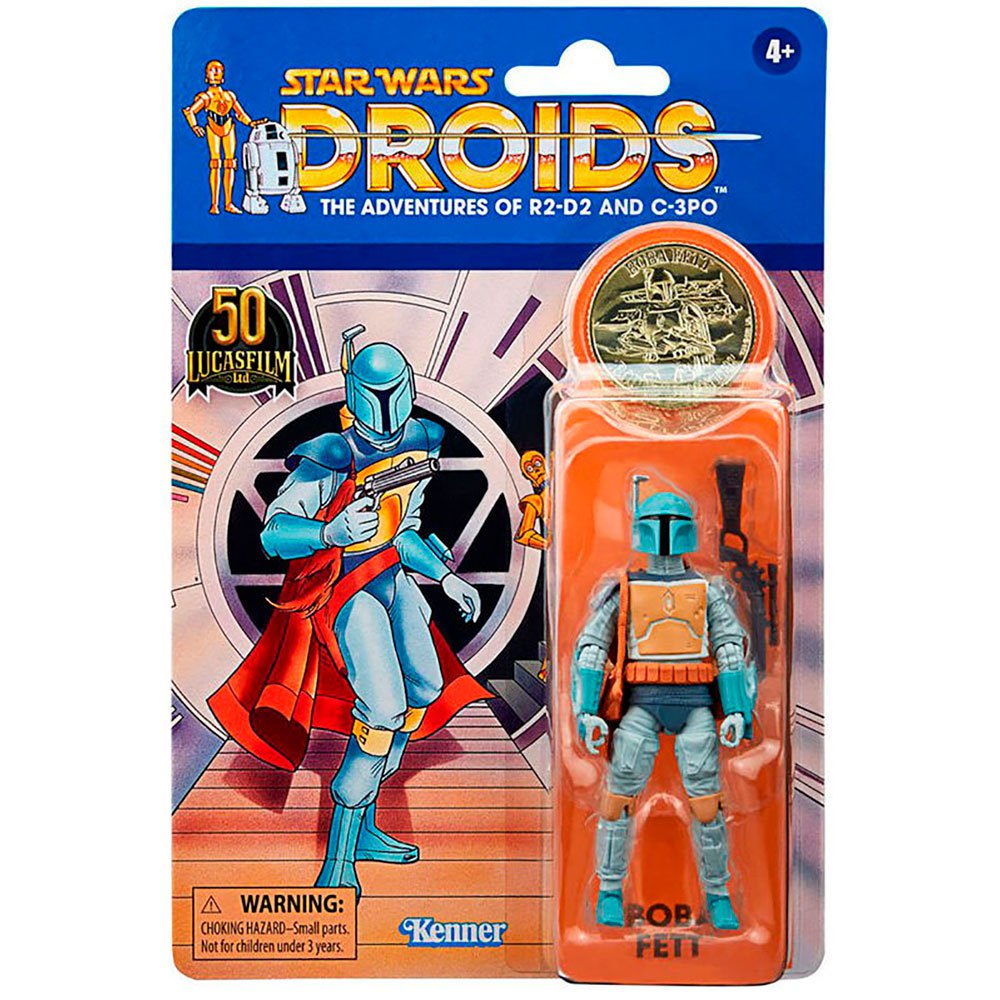 4+
STAR WARS
DROIDS™
THE ADVENTURES OF R2-D2 AND C-3PO
50
LUCASFILM
Ltd
BOBA FETT
⚠ WARNING:
CHOKING HAZARD–Small parts.
Not for children under 3 years.
Kenner
BOBA
FETT